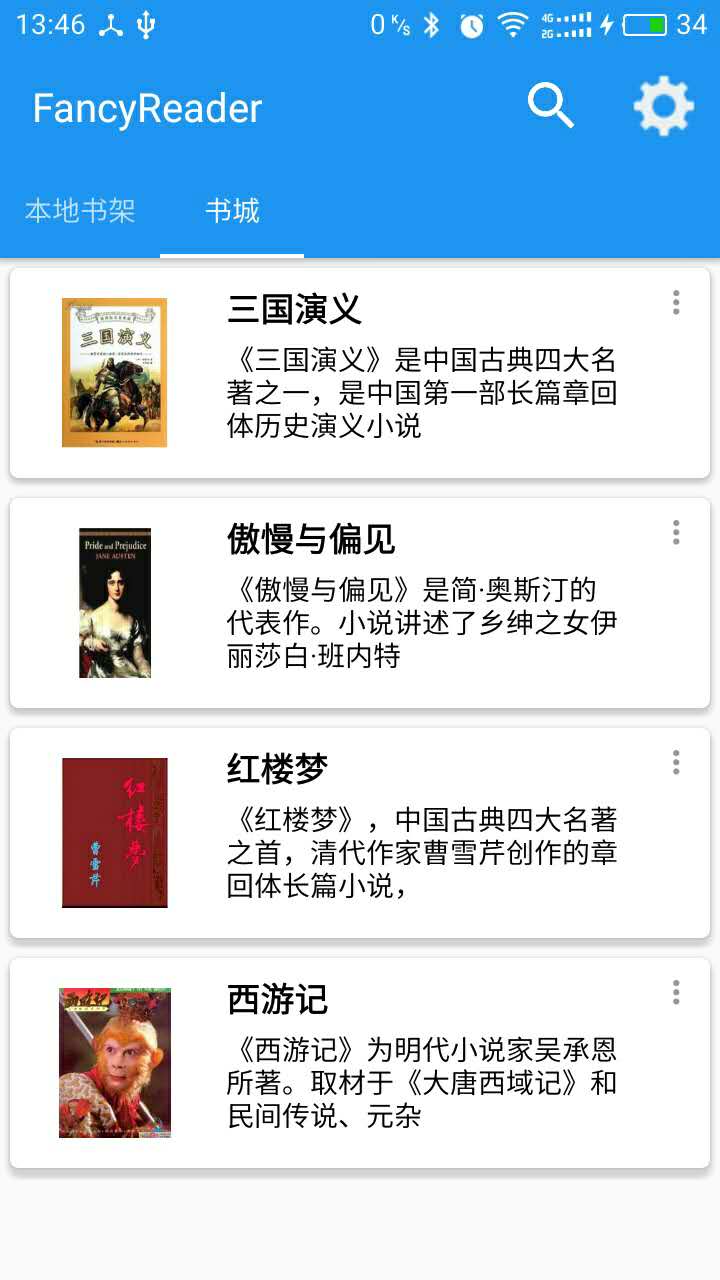 13:46 0 K/s 4G 2G 34
FancyReader
本地书架 书城
三国演义
三国演义
《三国演义》是中国古典四大名
著之一，是中国第一部长篇章回
体历史演义小说
Pride and Prejudice
JANE AUSTEN
傲慢与偏见
《傲慢与偏见》是简·奥斯汀的
代表作。小说讲述了乡绅之女伊
丽莎白·班内特
红楼夢
曹雪芹
红楼梦
《红楼梦》，中国古典四大名著
之首，清代作家曹雪芹创作的章
回体长篇小说，
西游记
西游记
《西游记》为明代小说家吴承恩
所著。取材于《大唐西域记》和
民间传说、元杂